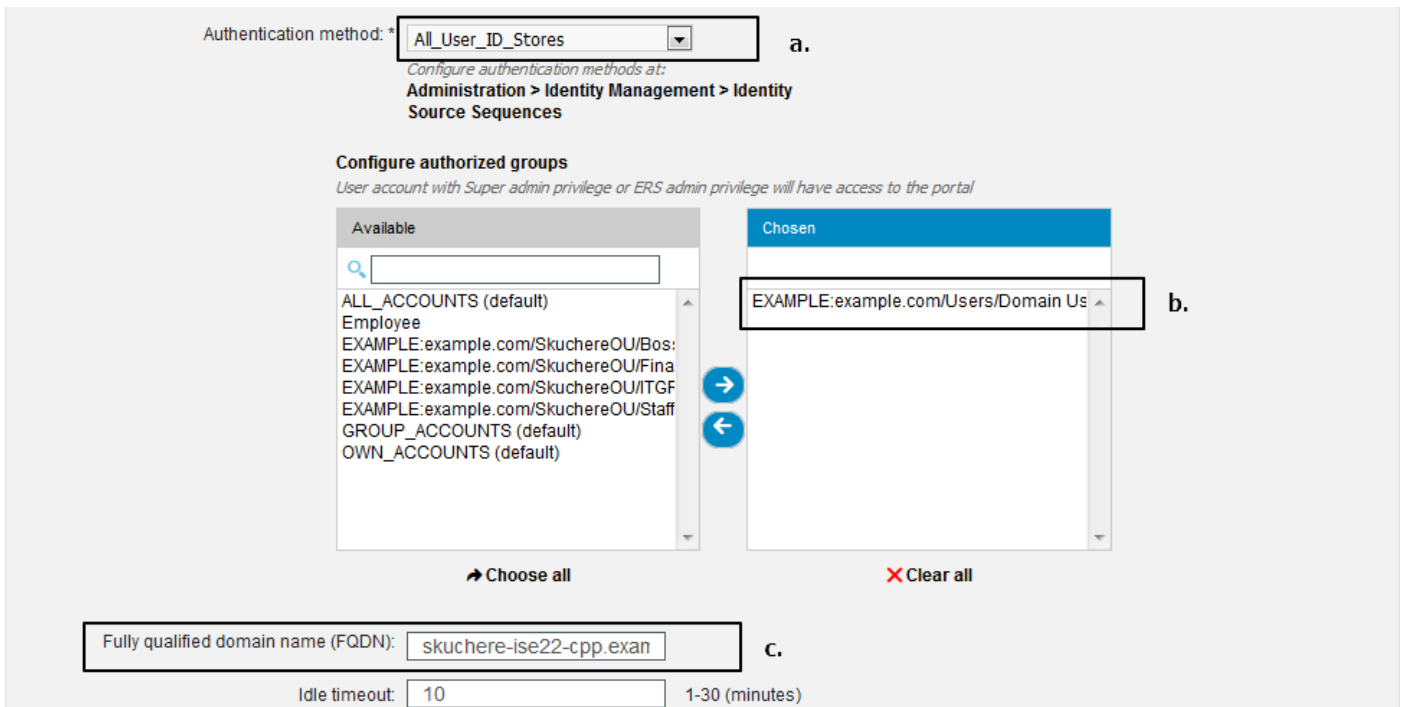 Authentication method: * All_User_ID_Stores a.
Configure authentication methods at:
Administration > Identity Management > Identity
Source Sequences
Configure authorized groups
User account with Super admin privilege or ERS admin privilege will have access to the portal
Available Chosen
ALL_ACCOUNTS (default) EXAMPLE:example.com/Users/Domain Us b.
Employee
EXAMPLE:example.com/SkuchereOU/Bos
EXAMPLE:example.com/SkuchereOU/Fina
EXAMPLE:example.com/SkuchereOU/ITGF
EXAMPLE:example.com/SkuchereOU/Staff
GROUP_ACCOUNTS (default)
OWN_ACCOUNTS (default)
Choose all Clear all
Fully qualified domain name (FQDN): skuchere-ise22-cpp.exam c.
Idle timeout: 10 1-30 (minutes)